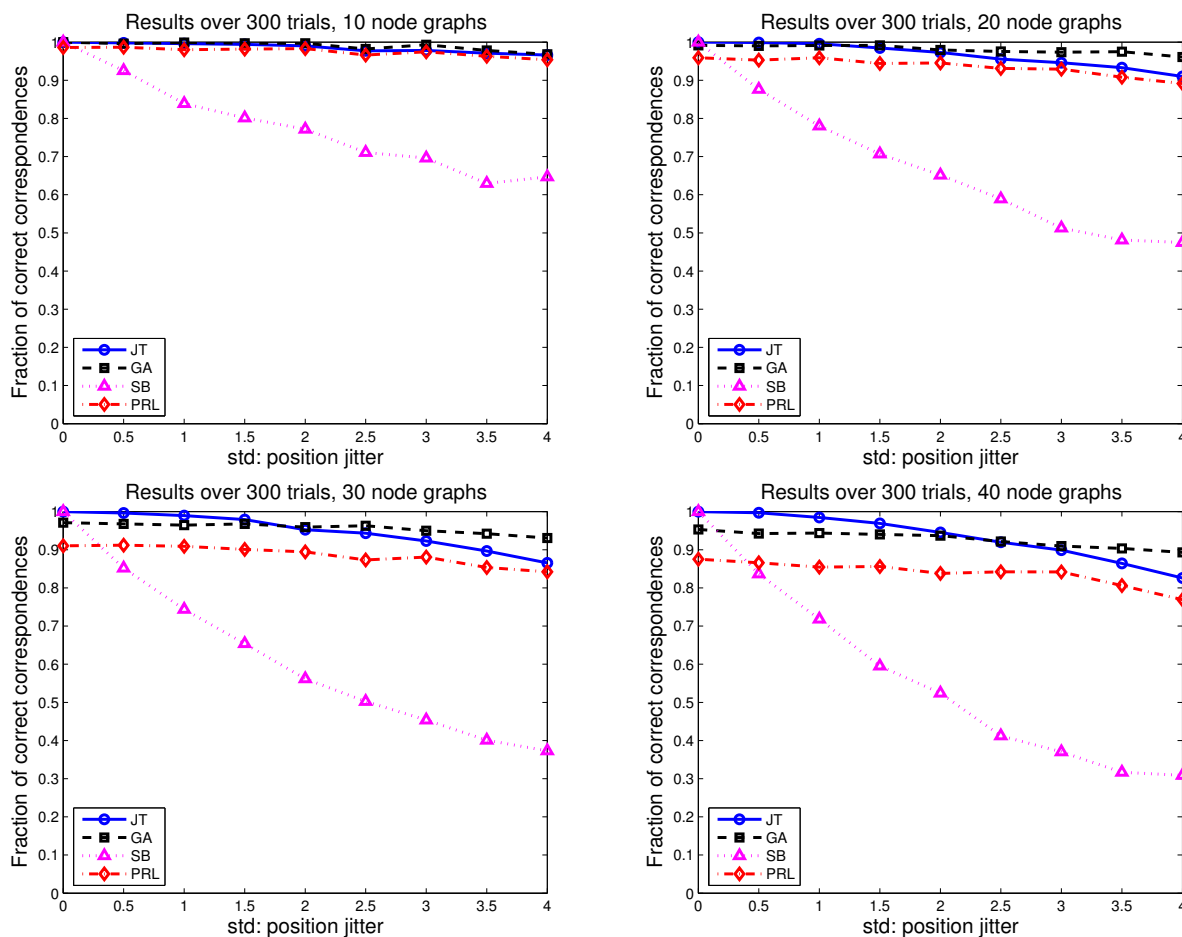 Results over 300 trials, 10 node graphs
Fraction of correct correspondences
1
0.9
0.8
0.7
0.6
0.5
0.4
0.3
0.2
0.1
0
JT
GA
SB
PRL
0 0.5 1 1.5 2 2.5 3 3.5 4
std: position jitter
Results over 300 trials, 20 node graphs
Fraction of correct correspondences
1
0.9
0.8
0.7
0.6
0.5
0.4
0.3
0.2
0.1
0
JT
GA
SB
PRL
0 0.5 1 1.5 2 2.5 3 3.5 4
std: position jitter
Results over 300 trials, 30 node graphs
Fraction of correct correspondences
1
0.9
0.8
0.7
0.6
0.5
0.4
0.3
0.2
0.1
0
JT
GA
SB
PRL
0 0.5 1 1.5 2 2.5 3 3.5 4
std: position jitter
Results over 300 trials, 40 node graphs
Fraction of correct correspondences
1
0.9
0.8
0.7
0.6
0.5
0.4
0.3
0.2
0.1
0
JT
GA
SB
PRL
0 0.5 1 1.5 2 2.5 3 3.5 4
std: position jitter